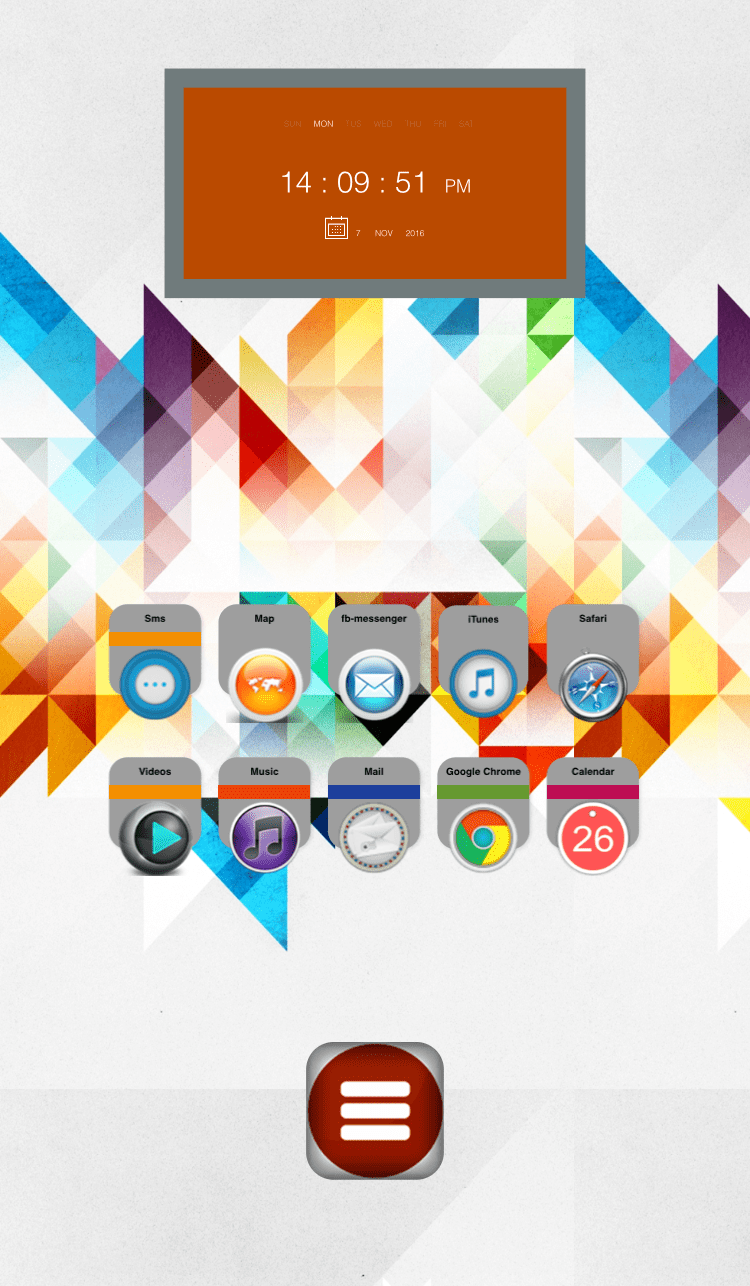 SUN MON TUS WED THU FRI SAT
14 : 09 : 51 PM
7 NOV 2016
Sms Map fb-messenger iTunes Safari
Videos Music Mail Google Chrome Calendar
26